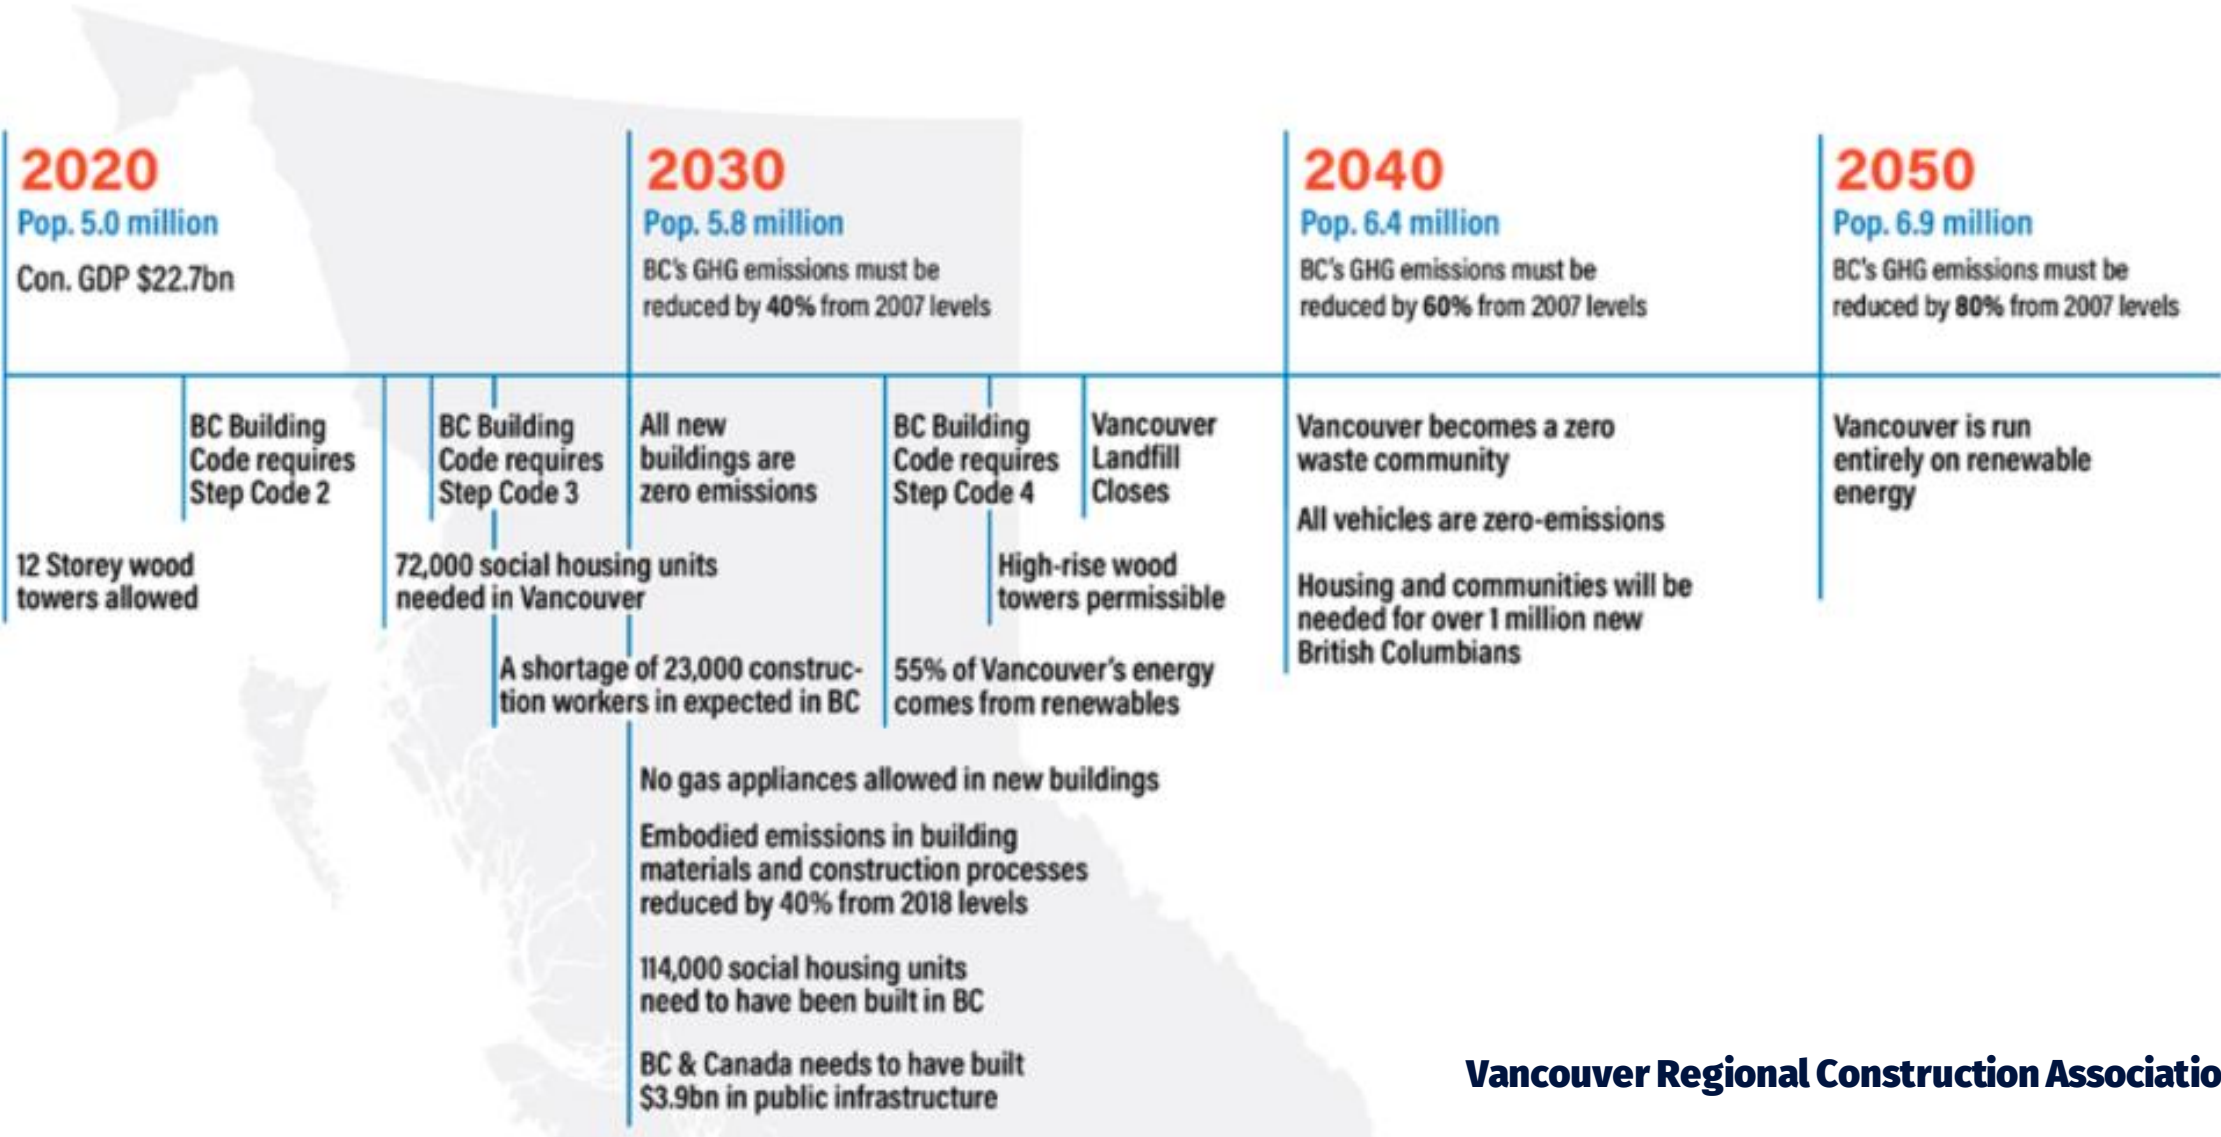 2020
Pop. 5.0 million
Con. GDP $22.7bn
2030
Pop. 5.8 million
BC's GHG emissions must be
reduced by 40% from 2007 levels
2040
Pop. 6.4 million
BC's GHG emissions must be
reduced by 60% from 2007 levels
2050
Pop. 6.9 million
BC's GHG emissions must be
reduced by 80% from 2007 levels
12 Storey wood
towers allowed
BC Building
Code requires
Step Code 2
72,000 social housing units
needed in Vancouver
BC Building
Code requires
Step Code 3
A shortage of 23,000 construc-
tion workers in expected in BC
All new
buildings are
zero emissions
No gas appliances allowed in new buildings
Embodied emissions in building
materials and construction processes
reduced by 40% from 2018 levels
114,000 social housing units
need to have been built in BC
BC & Canada needs to have built
$3.9bn in public infrastructure
BC Building
Code requires
Step Code 4
55% of Vancouver's energy
comes from renewables
High-rise wood
towers permissible
Vancouver
Landfill
Closes
Vancouver becomes a zero
waste community
All vehicles are zero-emissions
Housing and communities will be
needed for over 1 million new
British Columbians
Vancouver is run
entirely on renewable
energy
Vancouver Regional Construction Associatio